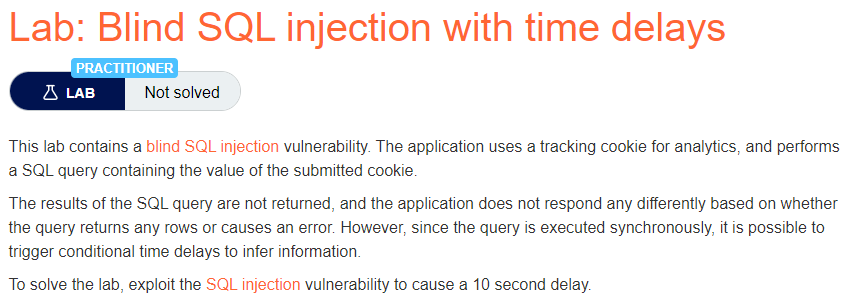 Lab: Blind SQL injection with time delays
PRACTITIONER
LAB Not solved
This lab contains a blind SQL injection vulnerability. The application uses a tracking cookie for analytics, and performs
a SQL query containing the value of the submitted cookie.
The results of the SQL query are not returned, and the application does not respond any differently based on whether
the query returns any rows or causes an error. However, since the query is executed synchronously, it is possible to
trigger conditional time delays to infer information.
To solve the lab, exploit the SQL injection vulnerability to cause a 10 second delay.